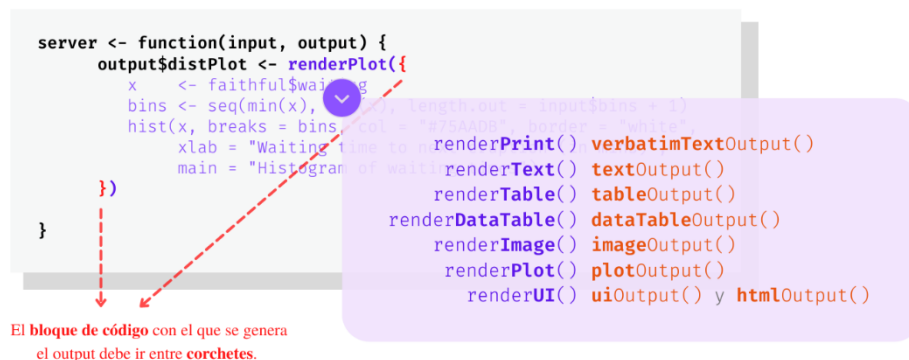 server <- function(input, output) {
output$distPlot <- renderPlot({
x <- faithful$waiting
bins <- seq(min(x), max(x), length.out = input$bins + 1)
hist(x, breaks = bins, col = "#75AADB", border = "white",
xlab = "Waiting time to ne
main = "Histogram of waiting
})
}
renderPrint() verbatimTextOutput()
renderText() textOutput()
renderTable() tableOutput()
renderDataTable() dataTableOutput()
renderImage() imageOutput()
renderPlot() plotOutput()
renderUI() uiOutput() y htmlOutput()
El bloque de código con el que se genera
el output debe ir entre corchetes.